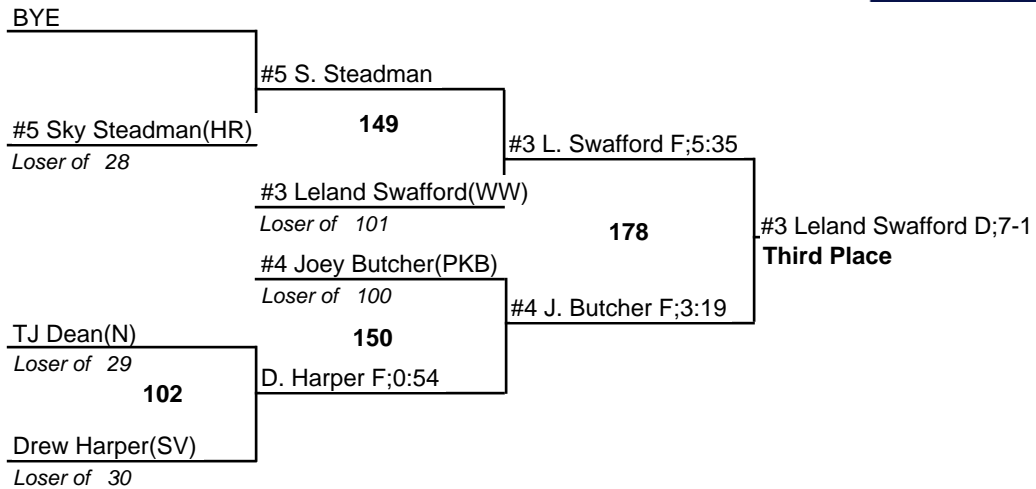 BYE
#5 S. Steadman
149
#5 Sky Steadman(HR)
Loser of 28
#3 L. Swafford F;5:35
#3 Leland Swafford(WW)
Loser of 101
178
#3 Leland Swafford D;7-1
Third Place
#4 Joey Butcher(PKB)
Loser of 100
#4 J. Butcher F;3:19
TJ Dean(N)
Loser of 29
150
102
D. Harper F;0:54
Drew Harper(SV)
Loser of 30